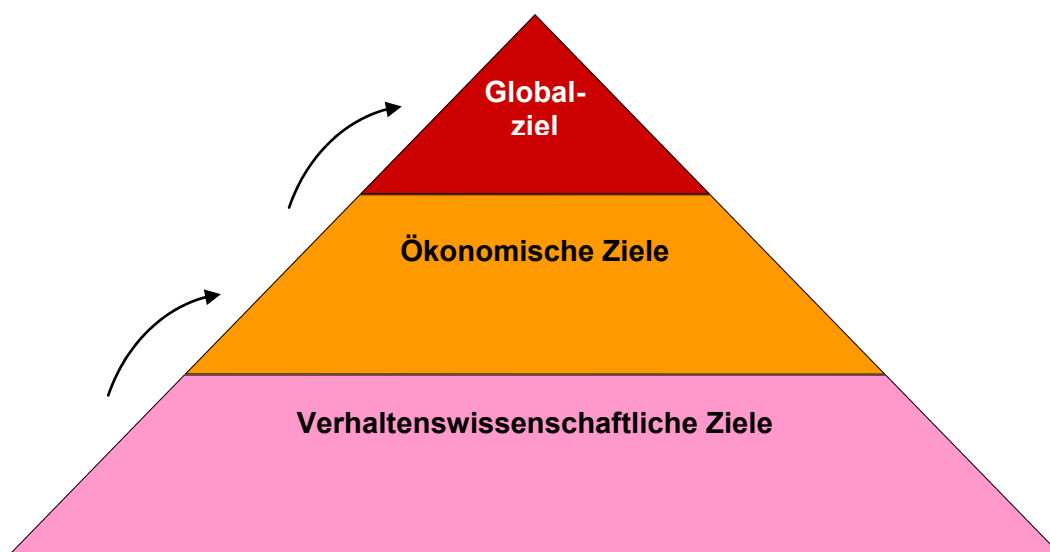 Global-
ziel
Ökonomische Ziele
Verhaltenswissenschaftliche Ziele